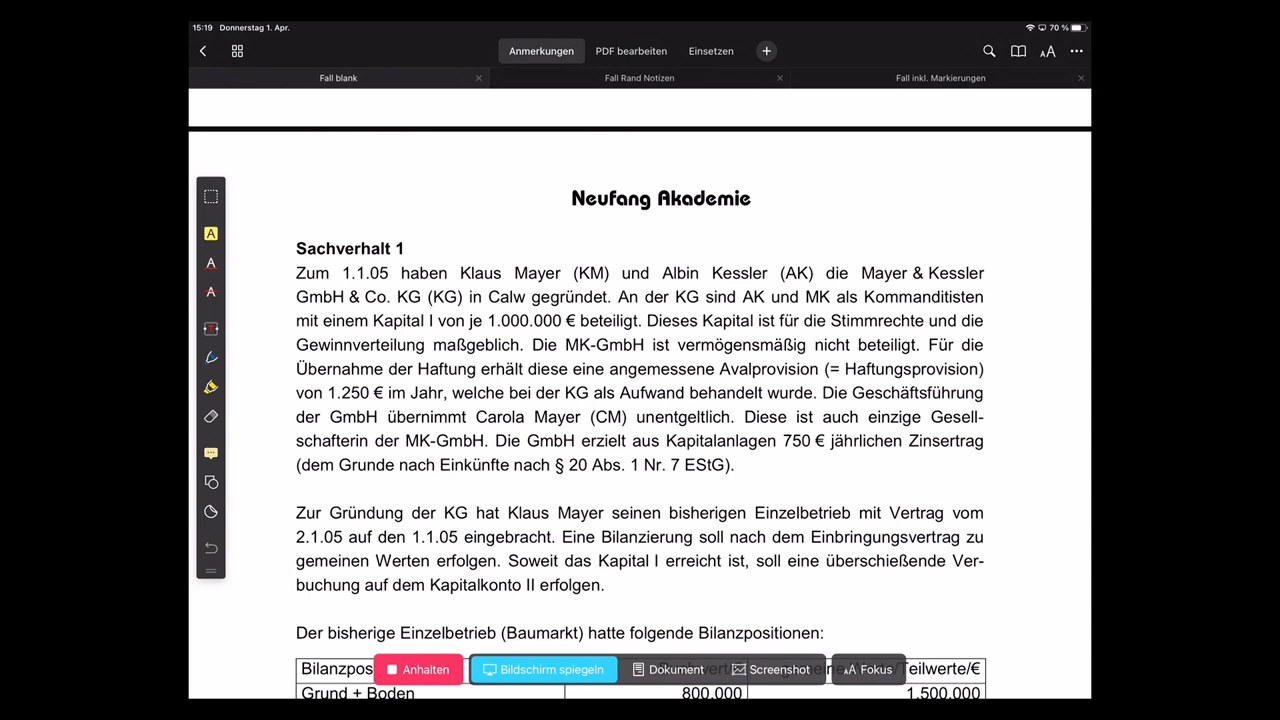 15:19 Donnerstag 1. Apr.
70 %
Anmerkungen PDF bearbeiten Einsetzen
AA
Fall blank Fall Rand Notizen Fall inkl. Markierungen
Neufang Akademie
Sachverhalt 1
Zum 1.1.05 haben Klaus Mayer (KM) und Albin Kessler (AK) die Mayer & Kessler
GmbH & Co. KG (KG) in Calw gegründet. An der KG sind AK und MK als Kommanditisten
mit einem Kapital I von je 1.000.000 € beteiligt. Dieses Kapital ist für die Stimmrechte und die
Gewinnverteilung maßgeblich. Die MK-GmbH ist vermögensmäßig nicht beteiligt. Für die
Übernahme der Haftung erhält diese eine angemessene Avalprovision (= Haftungsprovision)
von 1.250 € im Jahr, welche bei der KG als Aufwand behandelt wurde. Die Geschäftsführung
der GmbH übernimmt Carola Mayer (CM) unentgeltlich. Diese ist auch einzige Gesell-
schafterin der MK-GmbH. Die GmbH erzielt aus Kapitalanlagen 750 € jährlichen Zinsertrag
(dem Grunde nach Einkünfte nach § 20 Abs. 1 Nr. 7 EStG).
Zur Gründung der KG hat Klaus Mayer seinen bisherigen Einzelbetrieb mit Vertrag vom
2.1.05 auf den 1.1.05 eingebracht. Eine Bilanzierung soll nach dem Einbringungsvertrag zu
gemeinen Werten erfolgen. Soweit das Kapital I erreicht ist, soll eine überschießende Ver-
buchung auf dem Kapitalkonto II erfolgen.
Der bisherige Einzelbetrieb (Baumarkt) hatte folgende Bilanzpositionen:
Bilanzpos Teilwerte/€
Anhalten Bildschirm spiegeln Dokument Screenshot AA Fokus
Grund + Boden 800.000 1.500.000